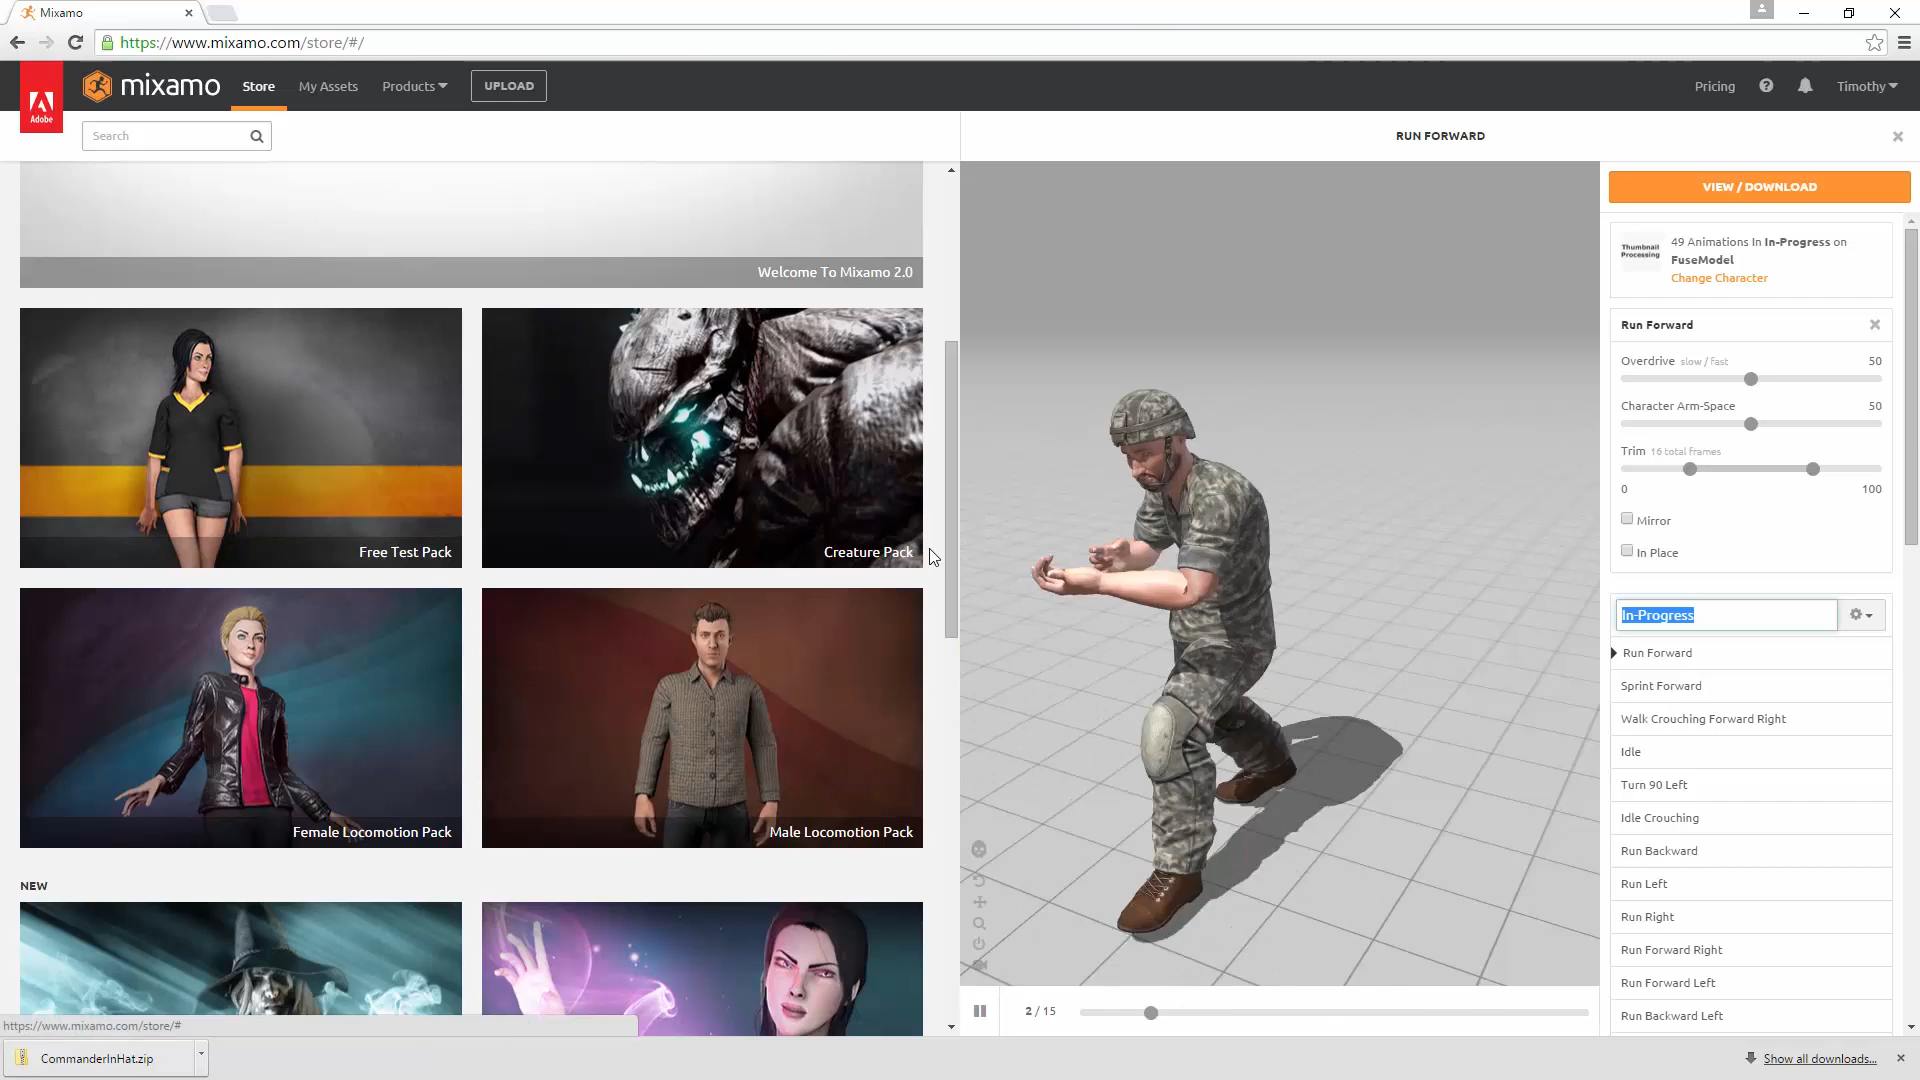 Mixamo
https://www.mixamo.com/store/#/
Adobe
mixamo
Store
My Assets
Products
UPLOAD
Pricing
Timothy
Search
RUN FORWARD
Welcome To Mixamo 2.0
Free Test Pack
Creature Pack
Female Locomotion Pack
Male Locomotion Pack
NEW
https://www.mixamo.com/store/#
CommanderInHat.zip
2 / 15
VIEW / DOWNLOAD
Thumbnail
Processing
49 Animations In In-Progress on
FuseModel
Change Character
Run Forward
Overdrive slow / fast 50
Character Arm-Space 50
Trim 16 total frames
0 100
Mirror
In Place
In-Progress
Run Forward
Sprint Forward
Walk Crouching Forward Right
Idle
Turn 90 Left
Idle Crouching
Run Backward
Run Left
Run Right
Run Forward Right
Run Forward Left
Run Backward Left
Show all downloads...